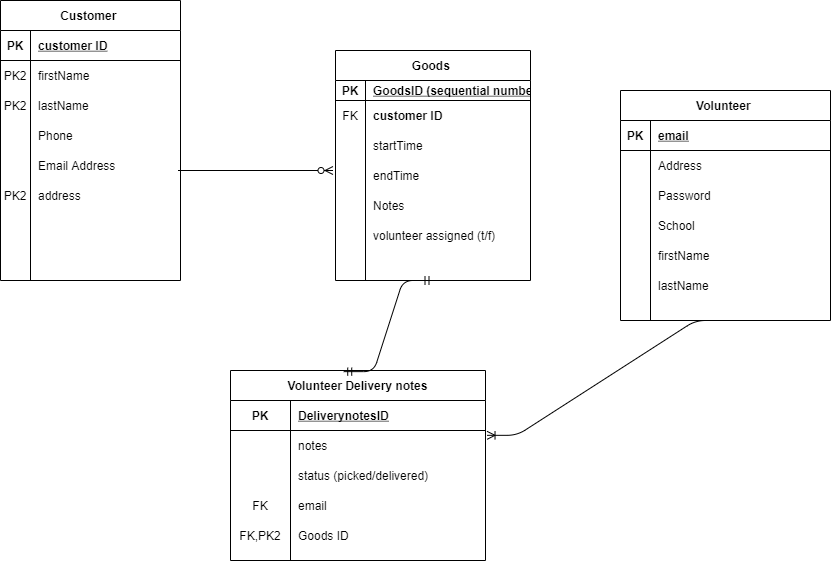 Customer
PK customer ID
PK2 firstName
PK2 lastName
Phone
Email Address
PK2 address
Goods
PK GoodsID (sequential numbe
FK customer ID
startTime
endTime
Notes
volunteer assigned (t/f)
Volunteer
PK email
Address
Password
School
firstName
lastName
Volunteer Delivery notes
PK DeliverynotesID
notes
status (picked/delivered)
FK email
FK,PK2 Goods ID